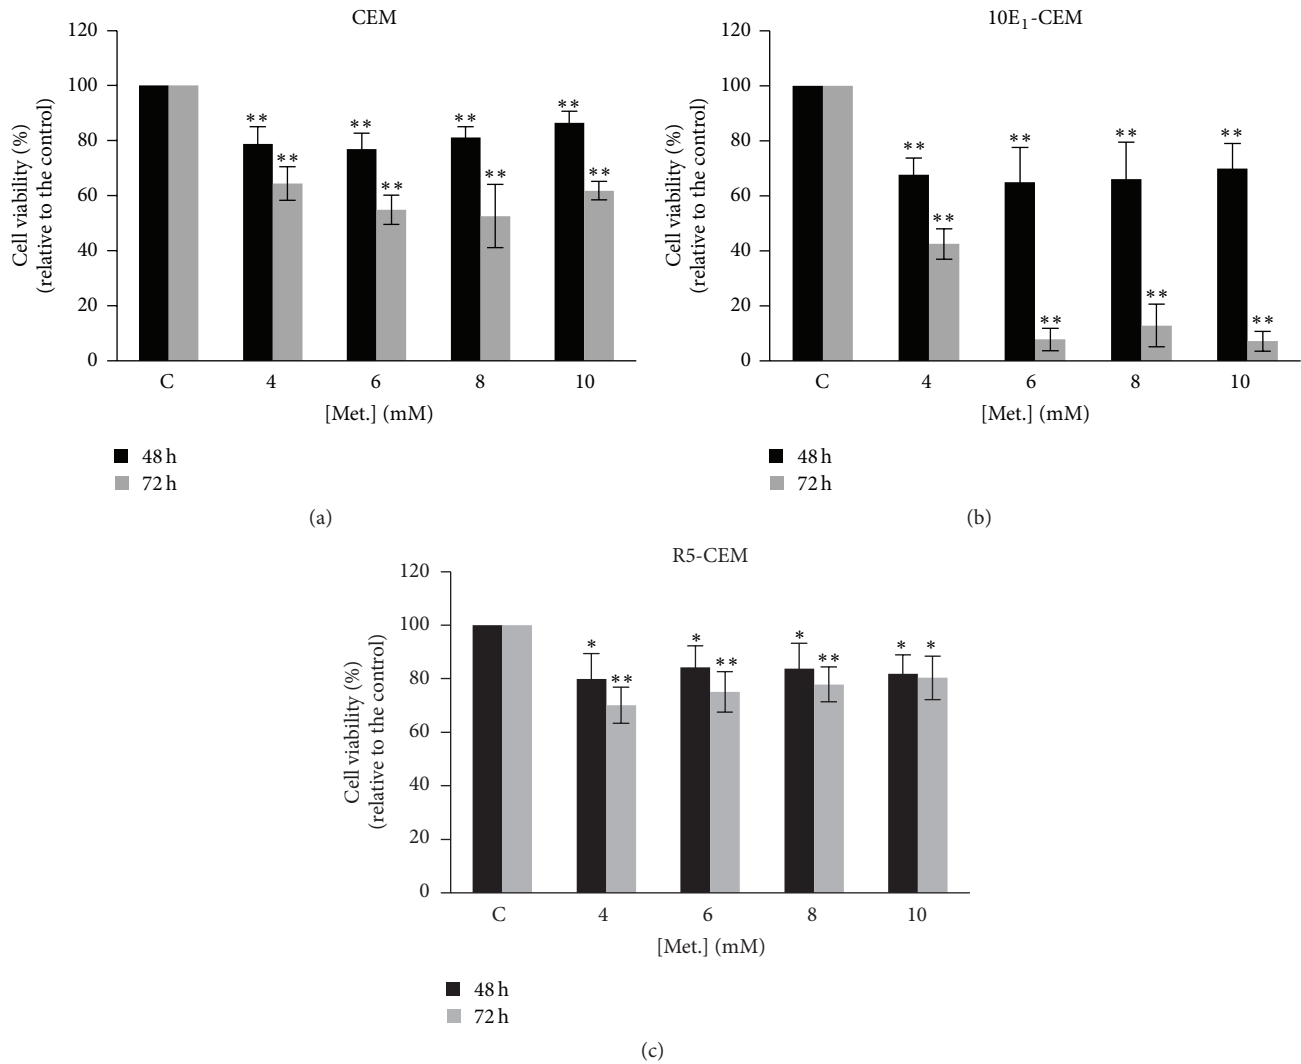 CEM
120
100
80
60
40
20
0
Cell viability (%)
(relative to the control)
** ** ** ** ** ** ** **
C 4 6 8 10
[Met.] (mM)
48 h
72 h
(a)
10E₁-CEM
120
100
80
60
40
20
0
Cell viability (%)
(relative to the control)
** ** ** ** ** ** ** **
C 4 6 8 10
[Met.] (mM)
48 h
72 h
(b)
R5-CEM
120
100
80
60
40
20
0
Cell viability (%)
(relative to the control)
* ** * ** * ** * *
C 4 6 8 10
[Met.] (mM)
48 h
72 h
(c)